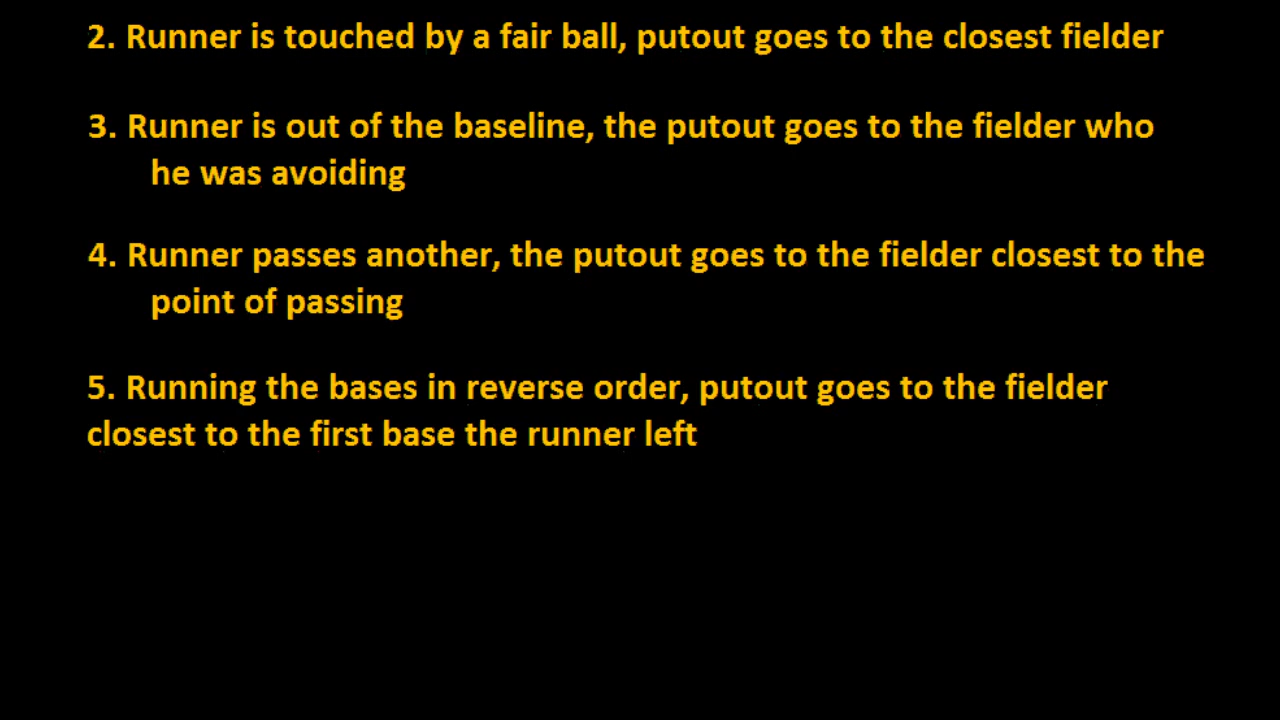 2. Runner is touched by a fair ball, putout goes to the closest fielder
3. Runner is out of the baseline, the putout goes to the fielder who
he was avoiding
4. Runner passes another, the putout goes to the fielder closest to the
point of passing
5. Running the bases in reverse order, putout goes to the fielder
closest to the first base the runner left